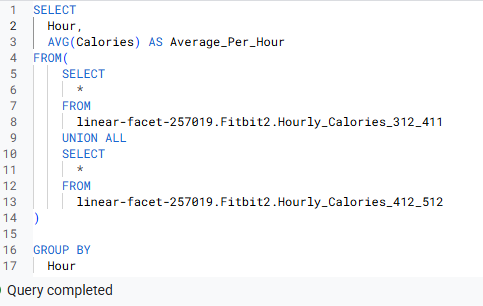 1 SELECT
2 Hour,
3 AVG(Calories) AS Average_Per_Hour
4 FROM(
5 SELECT
6 *
7 FROM
8 linear-facet-257019.Fitbit2.Hourly_Calories_312_411
9 UNION ALL
10 SELECT
11 *
12 FROM
13 linear-facet-257019.Fitbit2.Hourly_Calories_412_512
14 )
15
16 GROUP BY
17 Hour
Query completed